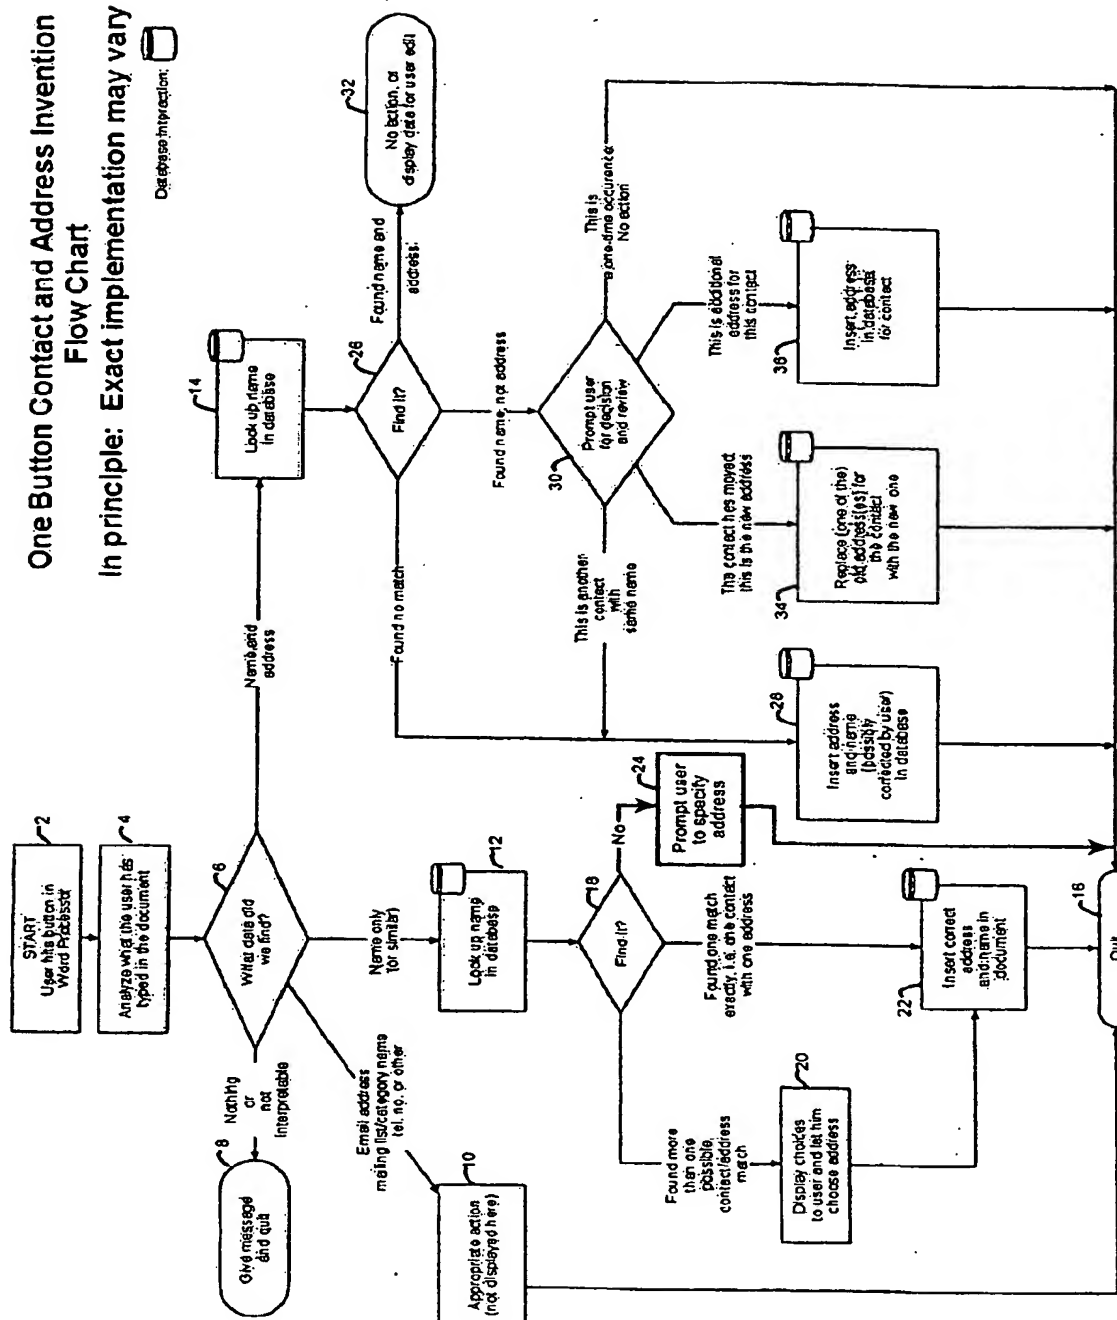 One Button Contact and Address Invention
Flow Chart
In principle: Exact implementation may vary
Database interaction:
START
User hits button in
Word Processor
2
Analyze what the user has
typed in the document
4
What data did
we find?
6
Nothing
or
not
interpretable
Give message
and quit
8
Email address
mailing list/category name
tel. no. or other
Appropriate action
(not displayed here)
10
Name only
(or similar)
Look up name
in database
12
Name and
address
Look up name
in database
14
Find it?
18
No
Prompt user
to specify
address
24
Found more
than one
possible,
contact/address
match
Display choices
to user and let him
choose address
20
Found one match
exactly, i.e. one contact
with one address
Insert correct
address
and name in
document
22
Find it?
26
Found name and
address:
No action, or
display data for user edit
32
Found no match
Found name, not address
Prompt user
for decision
and review
30
This is another
contact
with
same name
Insert address
and name
(possibly
corrected by user)
in database
28
The contact has moved
this is the new address
Replace (one of the)
old address(es) for
the contact
with the new one
34
This is additional
address for
this contact
Insert address
in database
for contact
36
This is
a one-time occurence:
No action
16
Quit